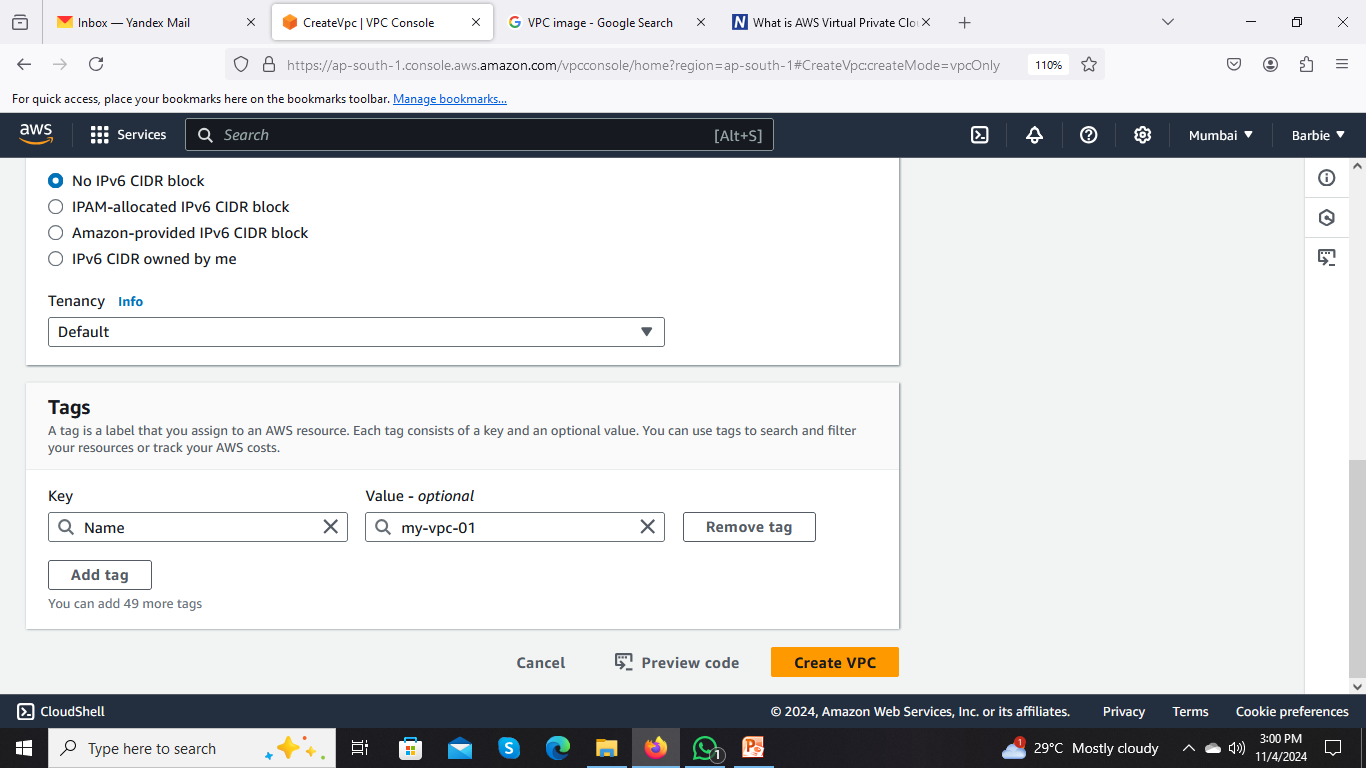 Inbox — Yandex Mail
CreateVpc | VPC Console
VPC image - Google Search
What is AWS Virtual Private Clo
https://ap-south-1.console.aws.amazon.com/vpcconsole/home?region=ap-south-1#CreateVpc:createMode=vpcOnly
110%
For quick access, place your bookmarks here on the bookmarks toolbar. Manage bookmarks...
aws
Services
Search
[Alt+S]
Mumbai
Barbie
No IPv6 CIDR block
IPAM-allocated IPv6 CIDR block
Amazon-provided IPv6 CIDR block
IPv6 CIDR owned by me
Tenancy Info
Default
Tags
A tag is a label that you assign to an AWS resource. Each tag consists of a key and an optional value. You can use tags to search and filter
your resources or track your AWS costs.
Key
Value - optional
Name
my-vpc-01
Remove tag
Add tag
You can add 49 more tags
Cancel
Preview code
Create VPC
CloudShell
© 2024, Amazon Web Services, Inc. or its affiliates.
Privacy
Terms
Cookie preferences
Type here to search
1
1
29°C Mostly cloudy
3:00 PM
11/4/2024